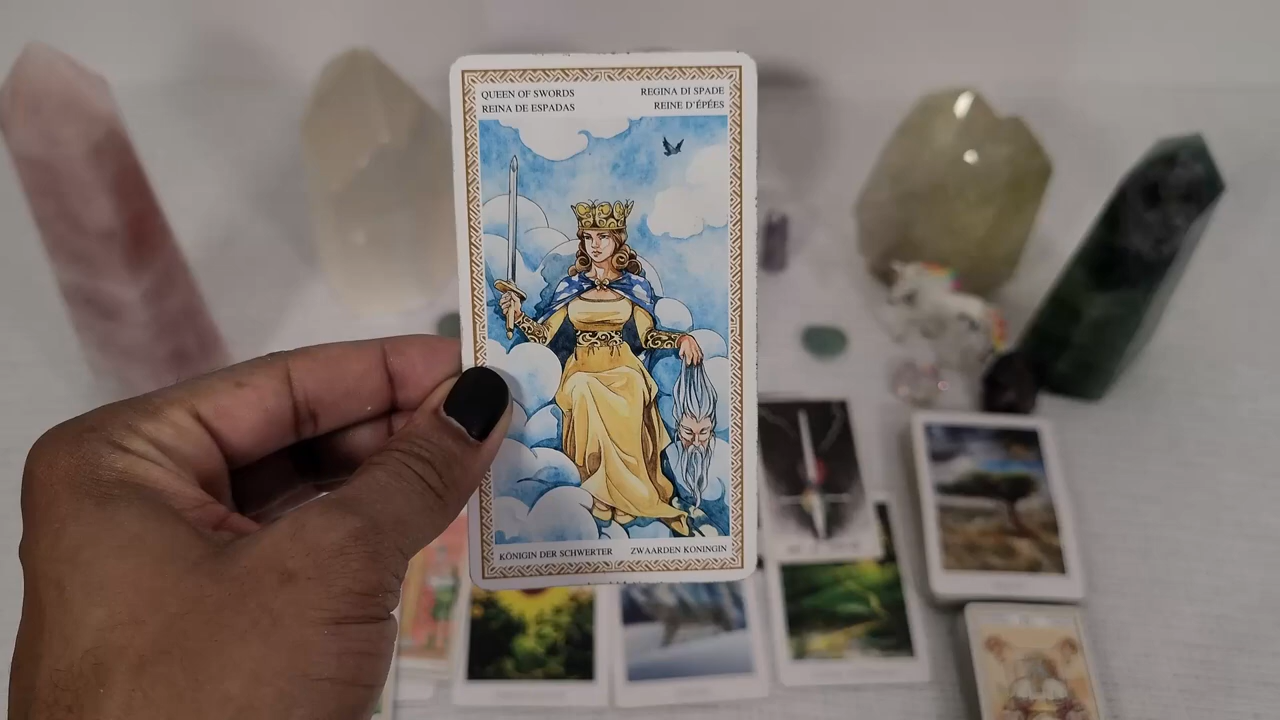 QUEEN OF SWORDS
REINA DE ESPADAS
REGINA DI SPADE
REINE D'ÉPÉES
KÖNIGIN DER SCHWERTER
ZWAARDEN KONINGIN